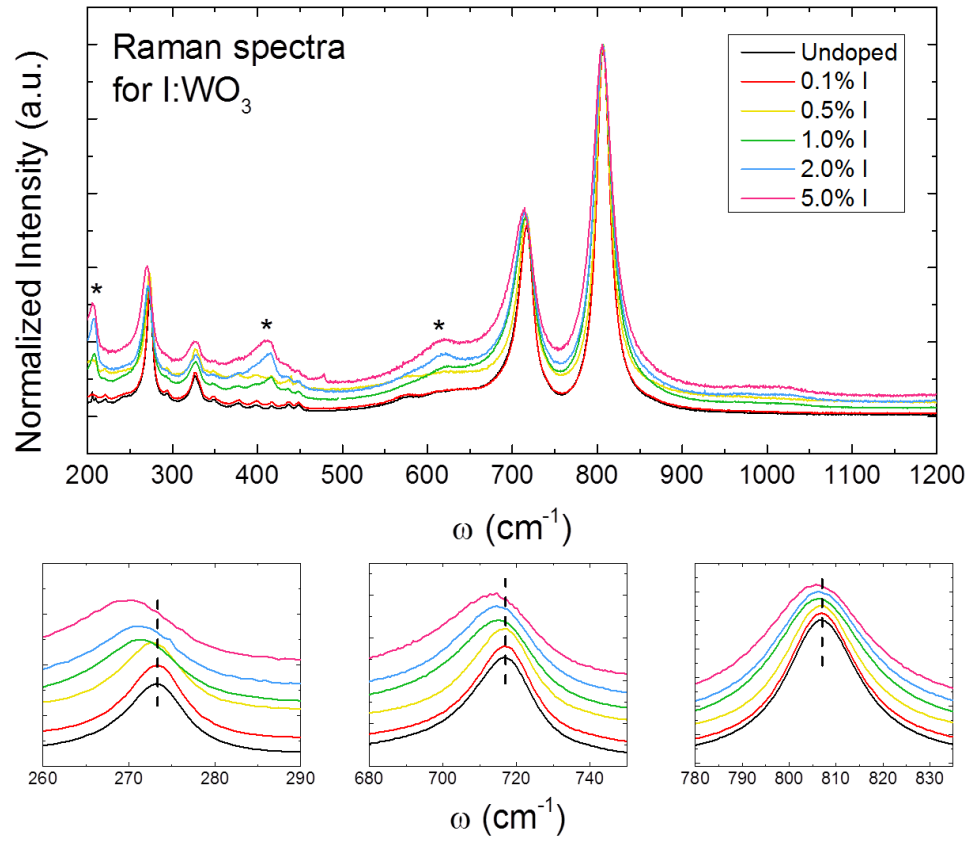 Raman spectra
for I:WO₃
Undoped
0.1% I
0.5% I
1.0% I
2.0% I
5.0% I
Normalized Intensity (a.u.)
*
*
*
200 300 400 500 600 700 800 900 1000 1100 1200
ω (cm⁻¹)
260 270 280 290
680 700 720 740
780 790 800 810 820 830
ω (cm⁻¹)